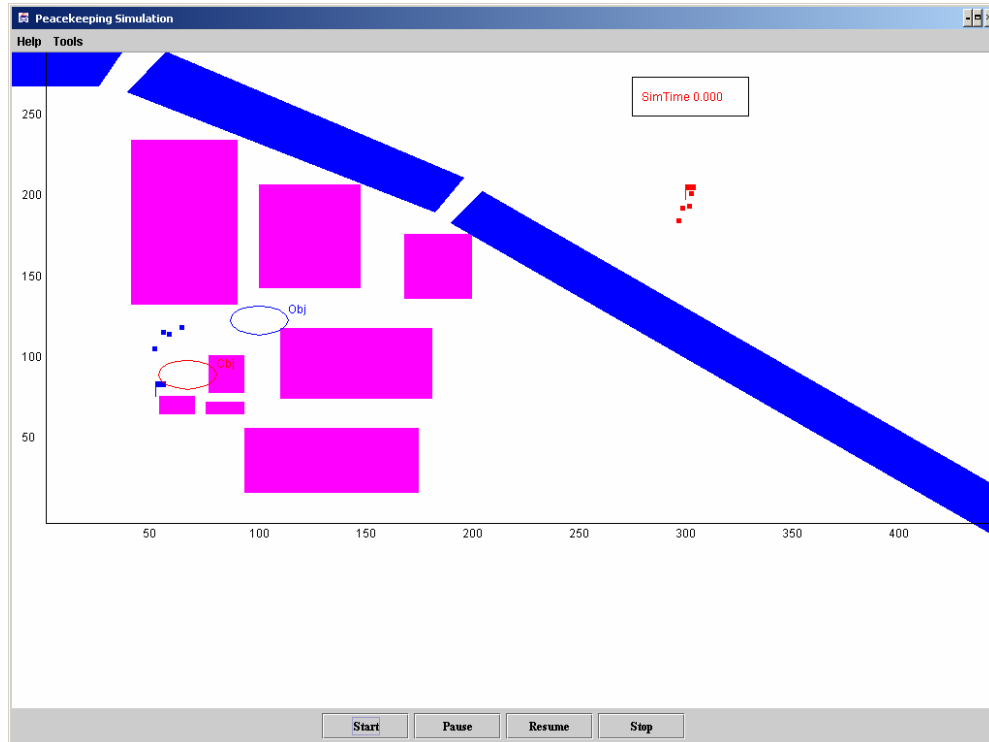 Peacekeeping Simulation
Help Tools
SimTime 0.000
250
200
150
100
50
Obj
Obj
50 100 150 200 250 300 350 400
Start Pause Resume Stop